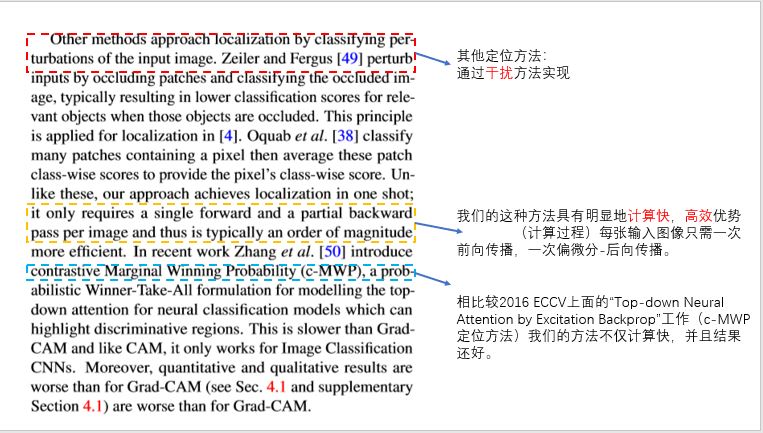 Other methods approach localization by classifying per-
turbations of the input image. Zeiler and Fergus [49] perturb
inputs by occluding patches and classifying the occluded im-
age, typically resulting in lower classification scores for rele-
vant objects when those objects are occluded. This principle
is applied for localization in [4]. Oquab et al. [38] classify
many patches containing a pixel then average these patch
class-wise scores to provide the pixel's class-wise score. Un-
like these, our approach achieves localization in one shot;
it only requires a single forward and a partial backward
pass per image and thus is typically an order of magnitude
more efficient. In recent work Zhang et al. [50] introduce
contrastive Marginal Winning Probability (c-MWP), a prob-
abilistic Winner-Take-All formulation for modelling the top-
down attention for neural classification models which can
highlight discriminative regions. This is slower than Grad-
CAM and like CAM, it only works for Image Classification
CNNs. Moreover, quantitative and qualitative results are
worse than for Grad-CAM (see Sec. 4.1 and supplementary
Section 4.1) are worse than for Grad-CAM.
其他定位方法：
通过干扰方法实现
我们的这种方法具有明显地计算快，高效优势
（计算过程）每张输入图像只需一次
前向传播，一次偏微分-后向传播。
相比较2016 ECCV上面的“Top-down Neural
Attention by Excitation Backprop”工作（c-MWP
定位方法）我们的方法不仅计算快，并且结果
还好。